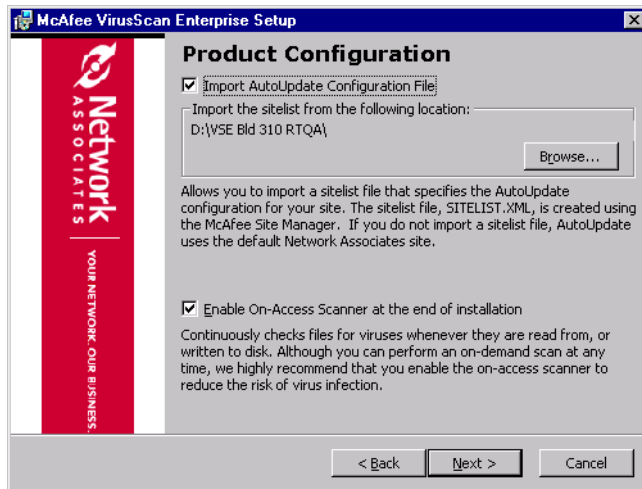 McAfee VirusScan Enterprise Setup
Network
ASSOCIATES
YOUR NETWORK. OUR BUSINESS.
Product Configuration
Import AutoUpdate Configuration File
Import the sitelist from the following location:
D:\VSE Bld 310 RTQA\
Browse...
Allows you to import a sitelist file that specifies the AutoUpdate
configuration for your site. The sitelist file, SITELIST.XML, is created using
the McAfee Site Manager. If you do not import a sitelist file, AutoUpdate
uses the default Network Associates site.
Enable On-Access Scanner at the end of installation
Continuously checks files for viruses whenever they are read from, or
written to disk. Although you can perform an on-demand scan at any
time, we highly recommend that you enable the on-access scanner to
reduce the risk of virus infection.
< Back
Next >
Cancel